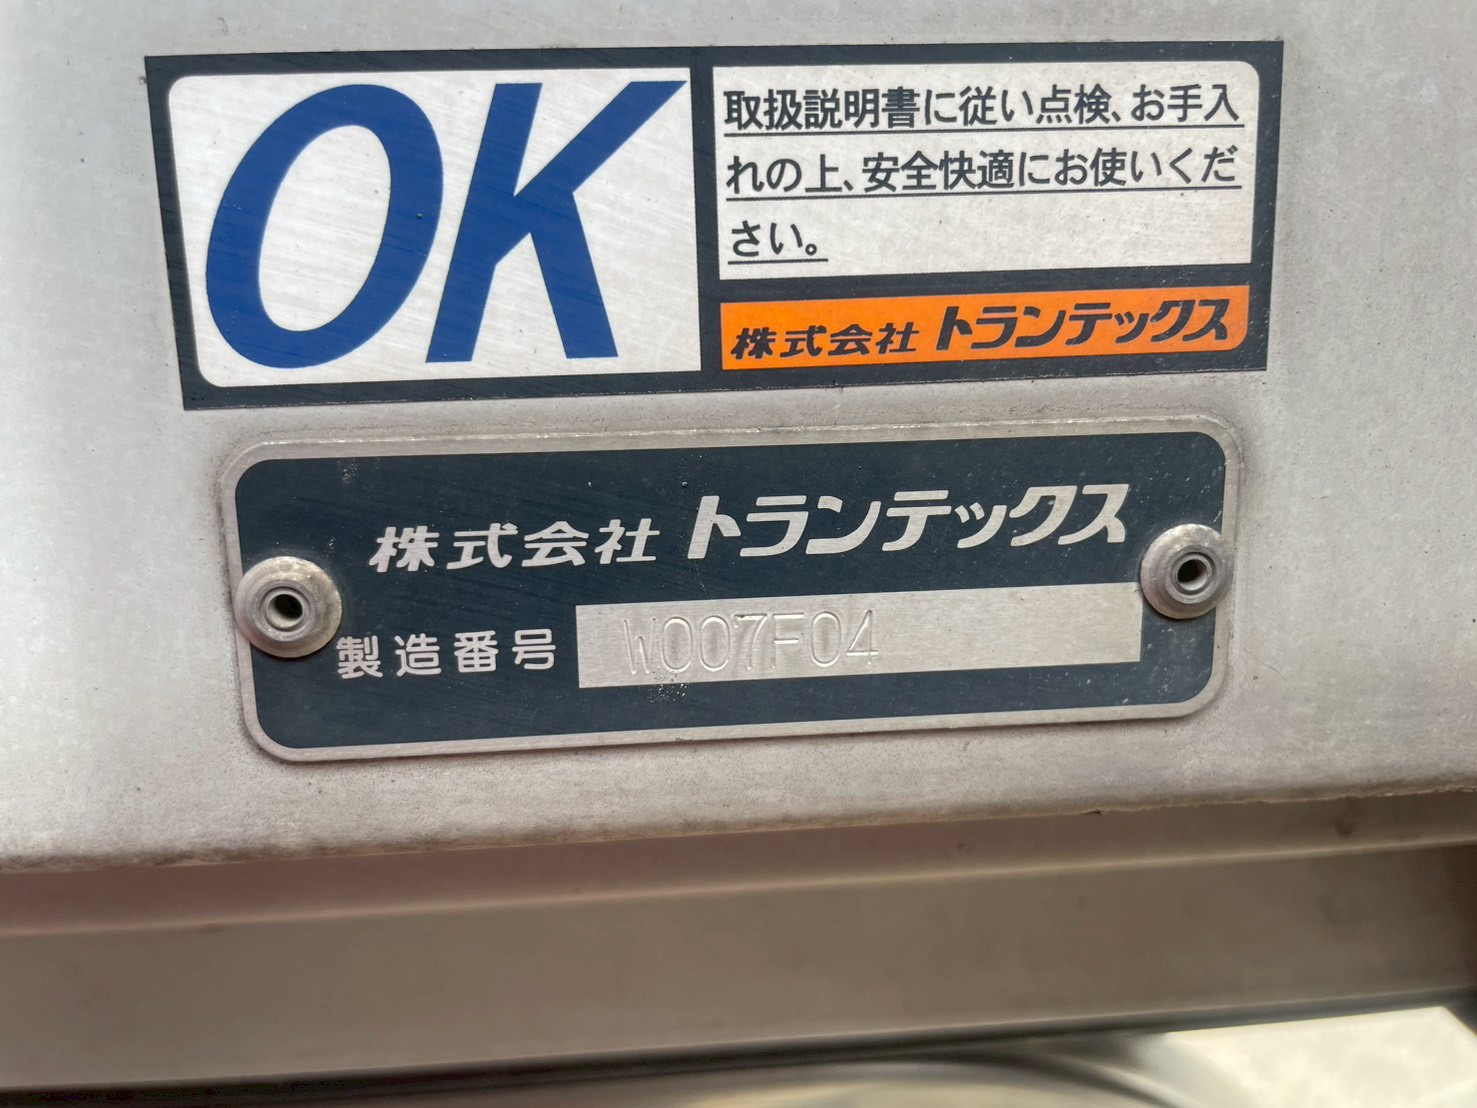 OK
取扱説明書に従い点検、お手入
れの上、安全快適にお使いくだ
さい。
株式会社 トランテックス
株式会社 トランテックス
製造番号 W007F04